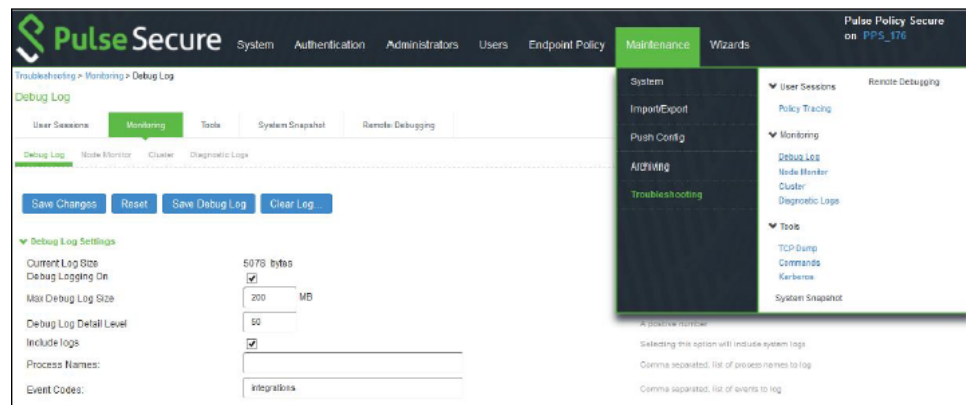 Pulse Secure
System Authentication Administrators Users Endpoint Policy Maintenance Wizards
Pulse Policy Secure
on PPS_176
Troubleshooting > Monitoring > Debug Log
Debug Log
User Sessions Monitoring Tools System Snapshot Remote Debugging
Debug Log Node Monitor Cluster Diagnostic Logs
Save Changes Reset Save Debug Log Clear Log...
Debug Log Settings
Current Log Size 5078 bytes
Debug Logging On
Max Debug Log Size 200 MB
Debug Log Detail Level 50 A positive number
Include logs Selecting this option will include system logs
Process Names: Comma separated, list of process names to log
Event Codes: integrations Comma separated, list of events to log
System
Import/Export
Push Config
Archiving
Troubleshooting
User Sessions
Policy Tracing
Monitoring
Debug Log
Node Monitor
Cluster
Diagnostic Logs
Tools
TCP Dump
Commands
Kerberos
System Snapshot
Remote Debugging